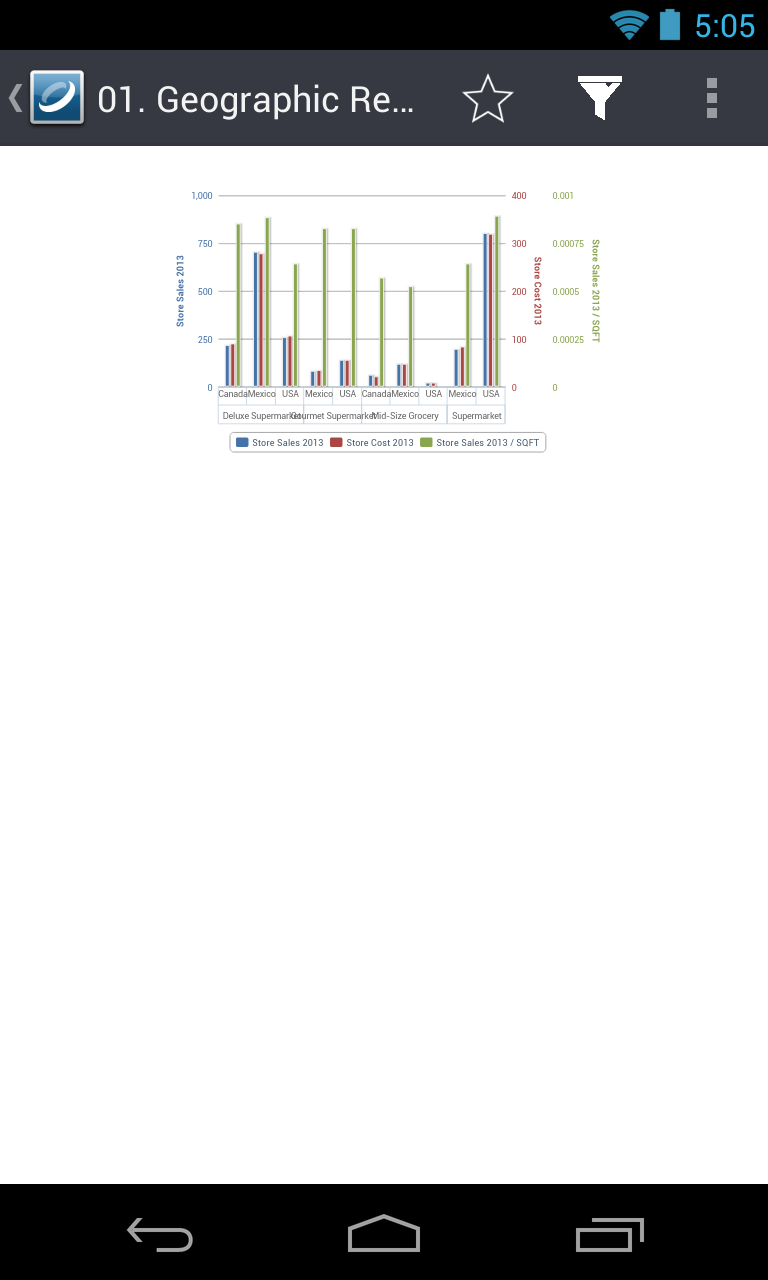 5:05
01. Geographic Re...
1,000
750
500
250
0
Store Sales 2013
400
300
200
100
0
Store Cost 2013
0.001
0.00075
0.0005
0.00025
0
Store Sales 2013 / SQFT
Canada Mexico USA Mexico USA Canada Mexico USA Mexico USA
Deluxe Supermarket Gourmet Supermarket Mid-Size Grocery Supermarket
Store Sales 2013 Store Cost 2013 Store Sales 2013 / SQFT